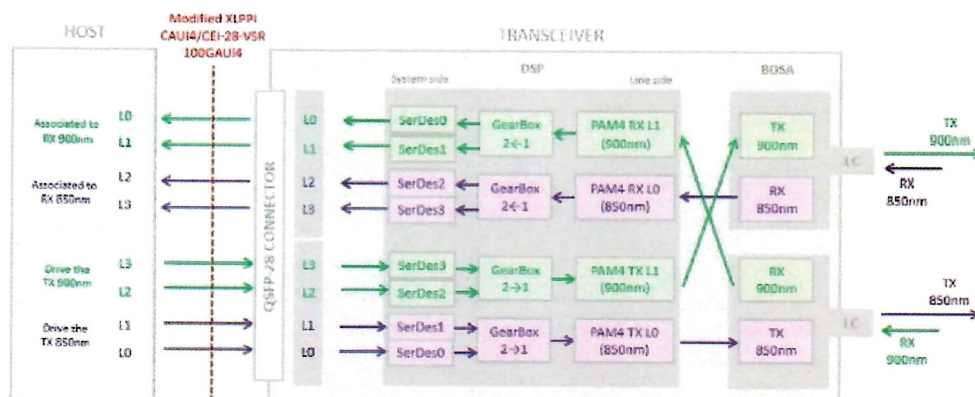 HOST
Modified XLPPI
CAUI4/CEI-28-VSR
100GAUI4
TRANSCEIVER
DSP
BOSA
System side
Line side
Associated to
RX 900nm
L0
L1
L0
L1
SerDes0
SerDes1
GearBox
2←1
PAM4 RX L1
(900nm)
TX
900nm
LC
TX
900nm
RX
850nm
Associated to
RX 850nm
L2
L3
L2
L3
SerDes2
SerDes3
GearBox
2←1
PAM4 RX L0
(850nm)
RX
850nm
QSFP-28 CONNECTOR
Drive the
TX 900nm
L3
L2
L3
L2
SerDes3
SerDes2
GearBox
2→1
PAM4 TX L1
(900nm)
RX
900nm
Drive the
TX 850nm
L1
L0
L1
L0
SerDes1
SerDes0
GearBox
2→1
PAM4 TX L0
(850nm)
TX
850nm
LC
TX
850nm
RX
900nm